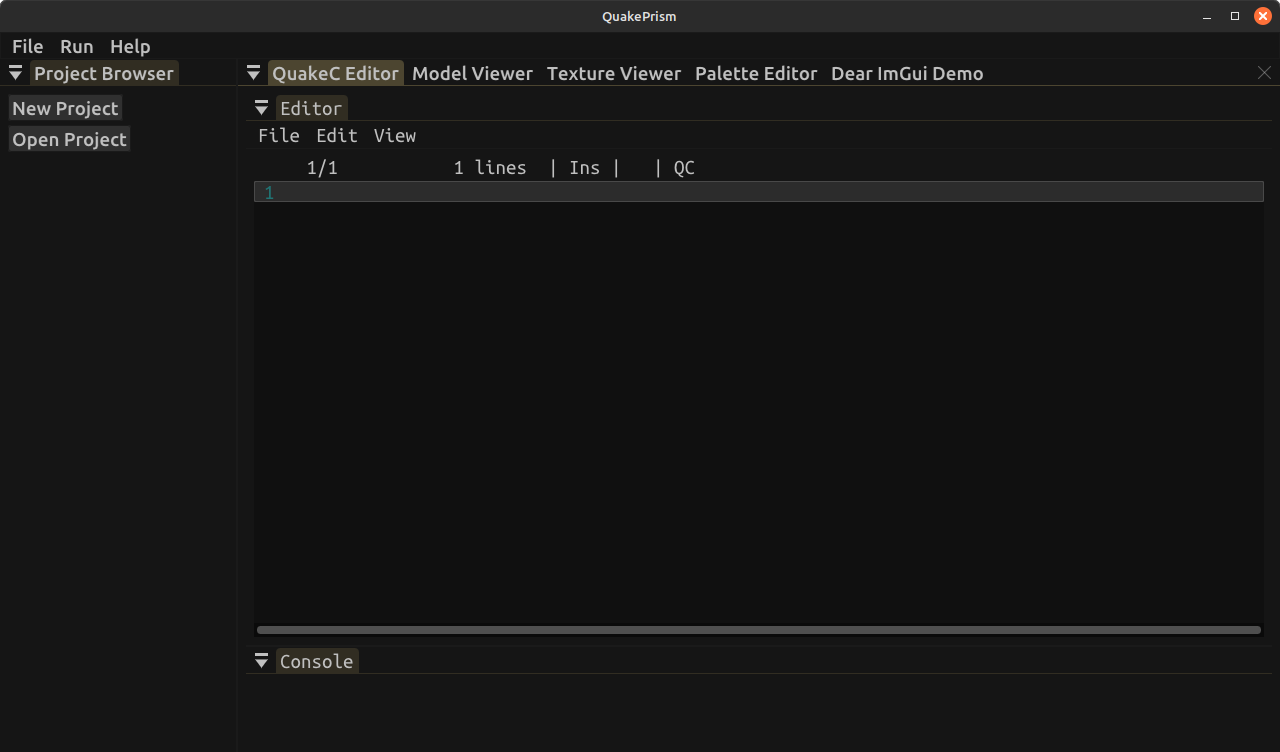 QuakePrism
File Run Help
Project Browser
New Project
Open Project
QuakeC Editor Model Viewer Texture Viewer Palette Editor Dear ImGui Demo
Editor
File Edit View
1/1 1 lines | Ins | | QC
1
Console